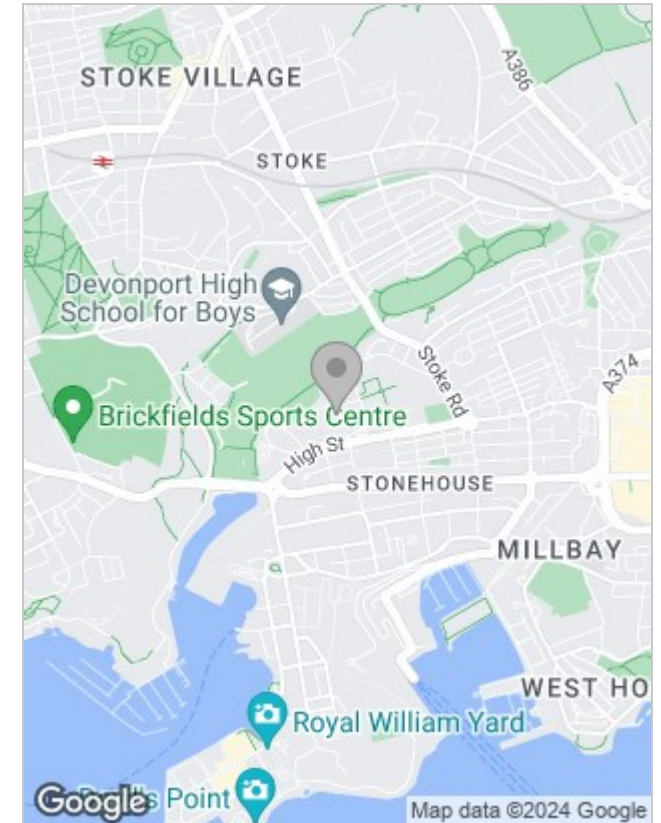 STOKE VILLAGE
A386
STOKE
Devonport High
School for Boys
Stoke Rd
A374
Brickfields Sports Centre
High St
STONEHOUSE
MILLBAY
WEST HO
Royal William Yard
Point
Google
Map data ©2024 Google